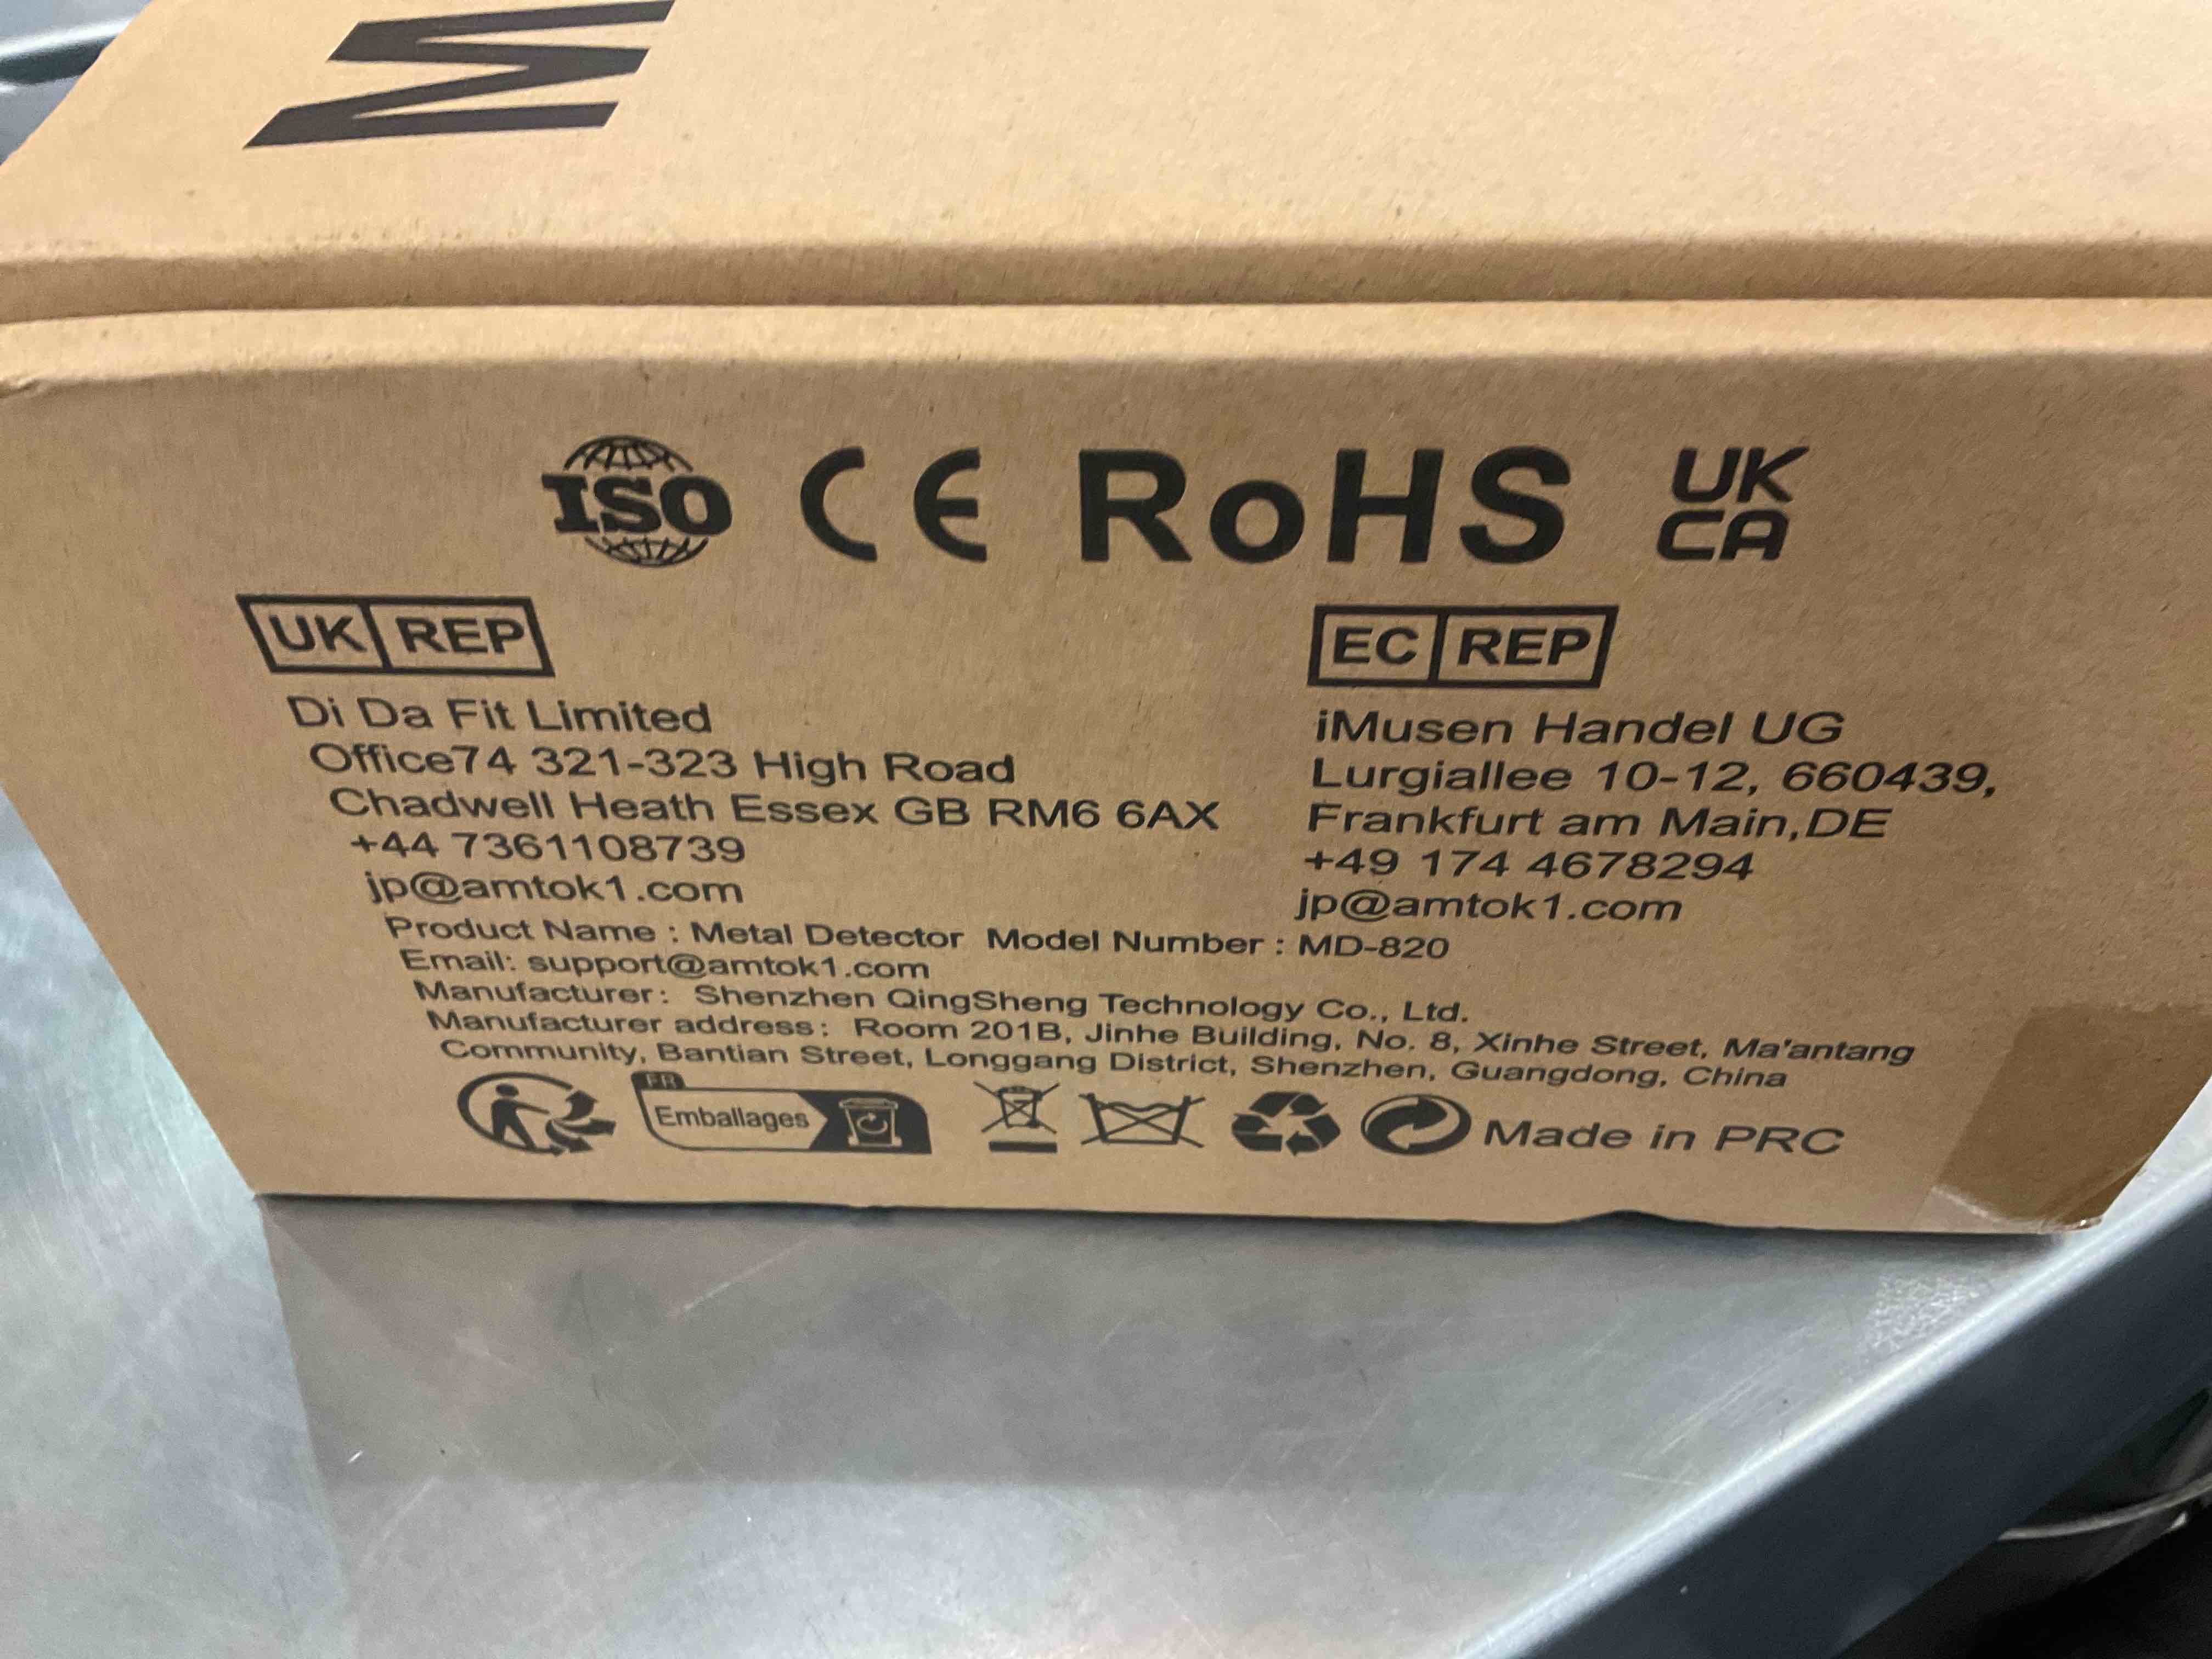 M
ISO CE RoHS UK CA
UK REP
Di Da Fit Limited
Office74 321-323 High Road
Chadwell Heath Essex GB RM6 6AX
+44 7361108739
jp@amtok1.com
EC REP
iMusen Handel UG
Lurgiallee 10-12, 660439,
Frankfurt am Main,DE
+49 174 4678294
jp@amtok1.com
Product Name : Metal Detector Model Number : MD-820
Email: support@amtok1.com
Manufacturer: Shenzhen QingSheng Technology Co., Ltd.
Manufacturer address: Room 201B, Jinhe Building, No. 8, Xinhe Street, Ma'antang
Community, Bantian Street, Longgang District, Shenzhen, Guangdong, China
FR
Emballages
Made in PRC